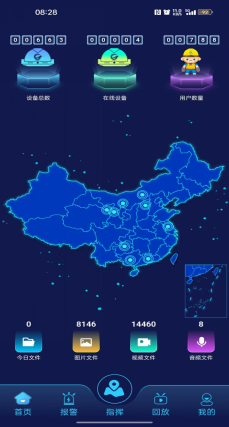 08:28
00663 00004 00788
设备总数 在线设备 用户数量
0 8146 14460 8
今日文件 图片文件 视频文件 音频文件
首页 报警 指挥 回放 我的